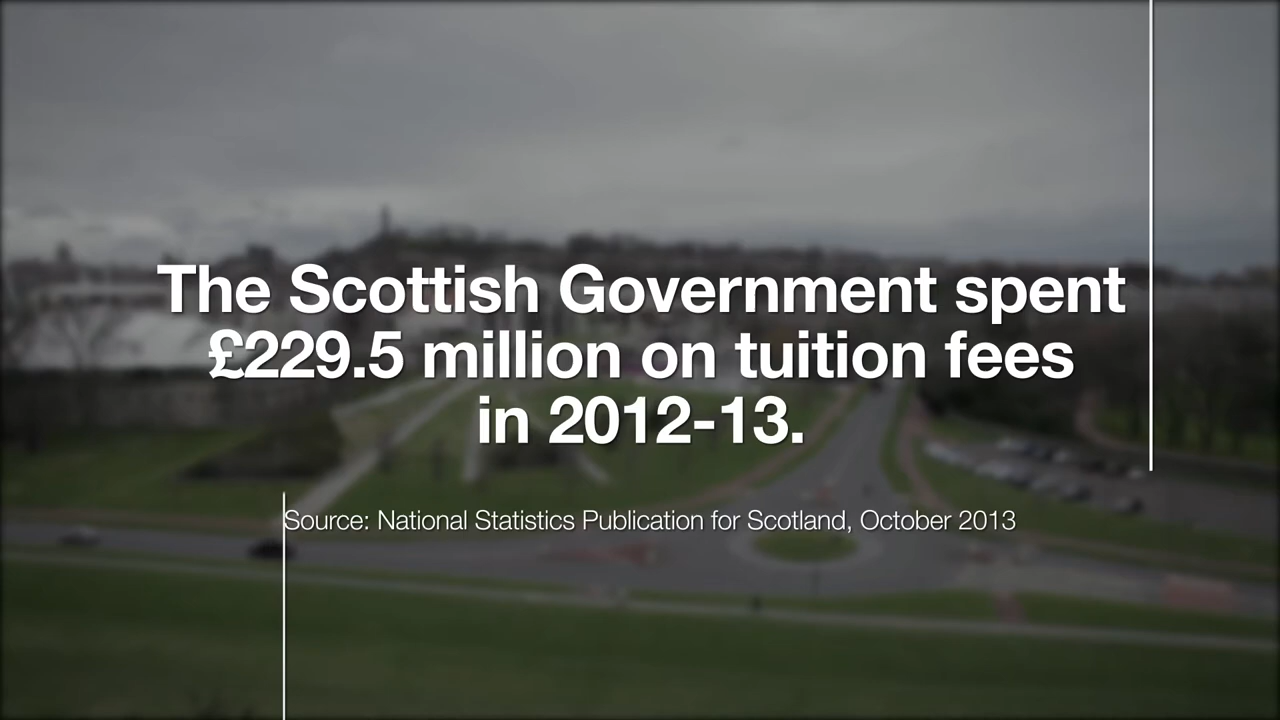 The Scottish Government spent
£229.5 million on tuition fees
in 2012-13.
Source: National Statistics Publication for Scotland, October 2013